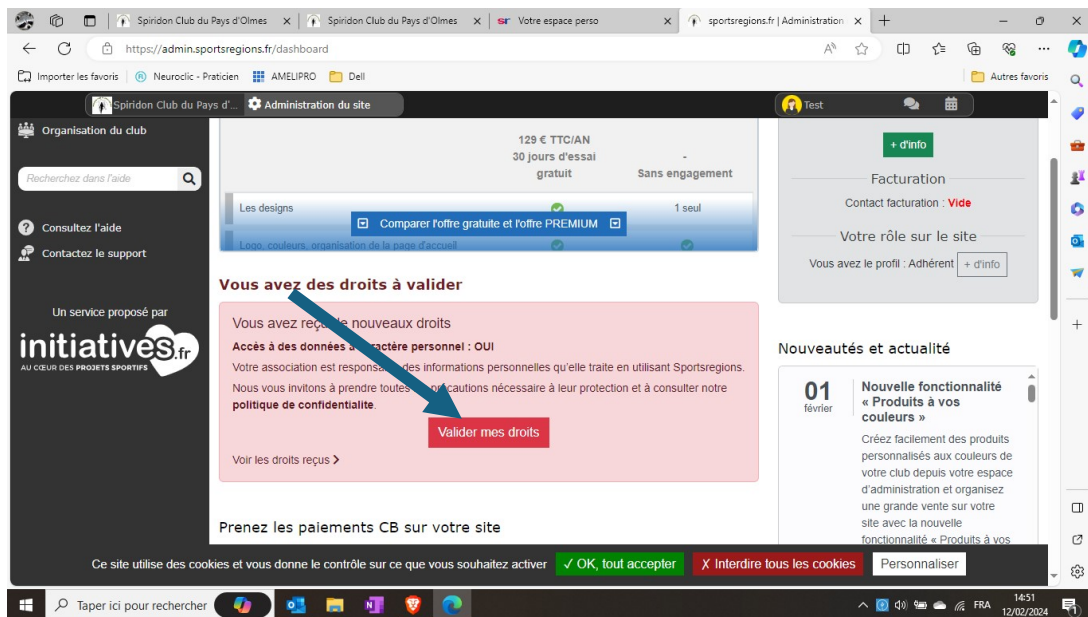 Spiridon Club du Pays d'Olmes
Spiridon Club du Pays d'Olmes
Votre espace perso
sportsregions.fr | Administration
https://admin.sportsregions.fr/dashboard
Importer les favoris
Neuroclic - Praticien
AMELIPRO
Dell
Autres favoris
Spiridon Club du Pays d'...
Administration du site
Test
Organisation du club
Recherchez dans l'aide
Consultez l'aide
Contactez le support
Un service proposé par
initiatives.fr
AU CŒUR DES PROJETS SPORTIFS
129 € TTC/AN
30 jours d'essai
gratuit
-
Sans engagement
Les designs
1 seul
Comparer l'offre gratuite et l'offre PREMIUM
Logo, couleurs, organisation de la page d'accueil
Vous avez des droits à valider
Vous avez reçu de nouveaux droits
Accès à des données à caractère personnel : OUI
Votre association est responsable des informations personnelles qu'elle traite en utilisant Sportsregions.
Nous vous invitons à prendre toutes les précautions nécessaire à leur protection et à consulter notre
politique de confidentialite.
Valider mes droits
Voir les droits reçus
Prenez les paiements CB sur votre site
+ d'info
Facturation
Contact facturation : Vide
Votre rôle sur le site
Vous avez le profil : Adhérent + d'info
Nouveautés et actualité
01
février
Nouvelle fonctionnalité
« Produits à vos
couleurs »
Créez facilement des produits
personnalisés aux couleurs de
votre club depuis votre espace
d'administration et organisez
une grande vente sur votre
site avec la nouvelle
fonctionnalité « Produits à vos
Ce site utilise des cookies et vous donne le contrôle sur ce que vous souhaitez activer
✓ OK, tout accepter
X Interdire tous les cookies
Personnaliser
Taper ici pour rechercher
FRA
14:51
12/02/2024